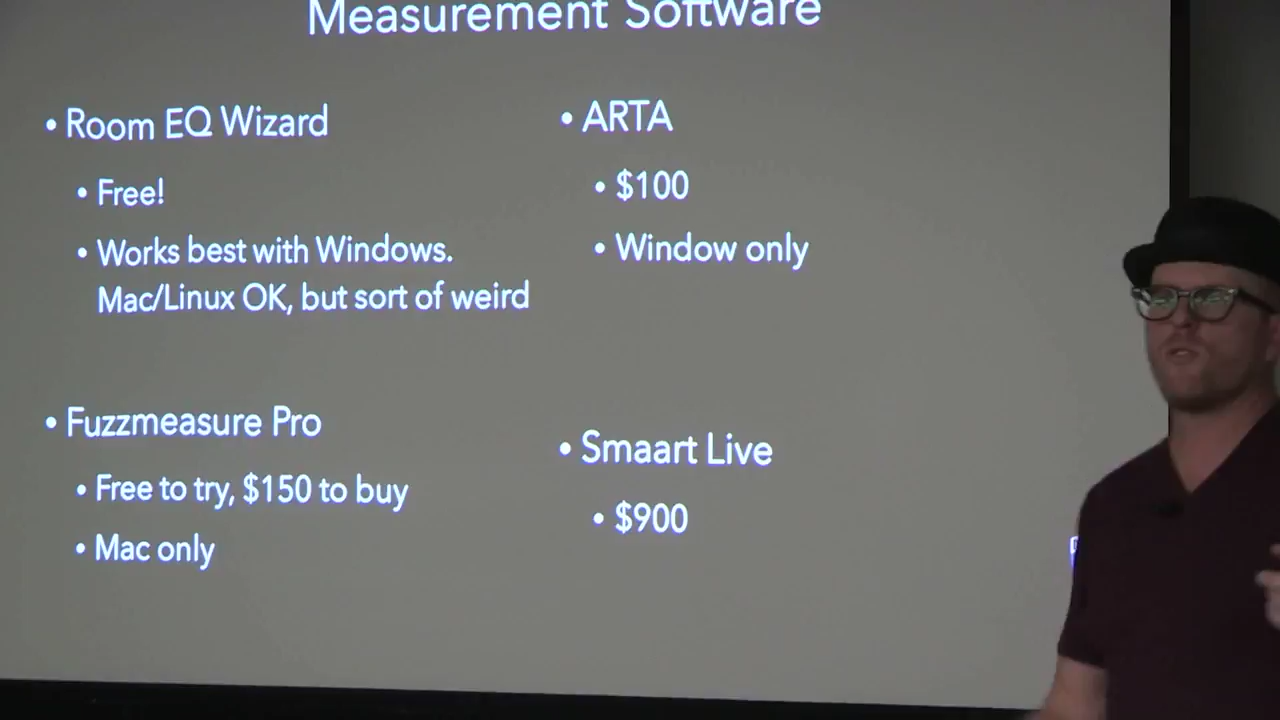 Measurement Software
• Room EQ Wizard
• Free!
• Works best with Windows.
Mac/Linux OK, but sort of weird
• Fuzzmeasure Pro
• Free to try, $150 to buy
• Mac only
• ARTA
• $100
• Window only
• Smaart Live
• $900